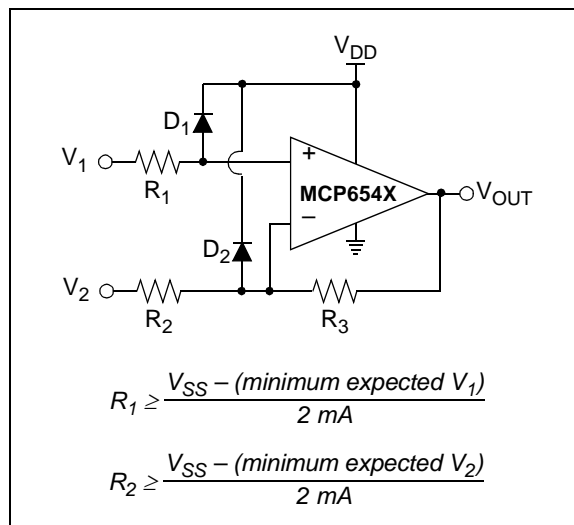 V_DD
D_1
V_1
R_1
+
MCP654X
V_OUT
−
D_2
V_2
R_2
R_3
R_1 ≥ V_SS – (minimum expected V_1)
2 mA
R_2 ≥ V_SS – (minimum expected V_2)
2 mA